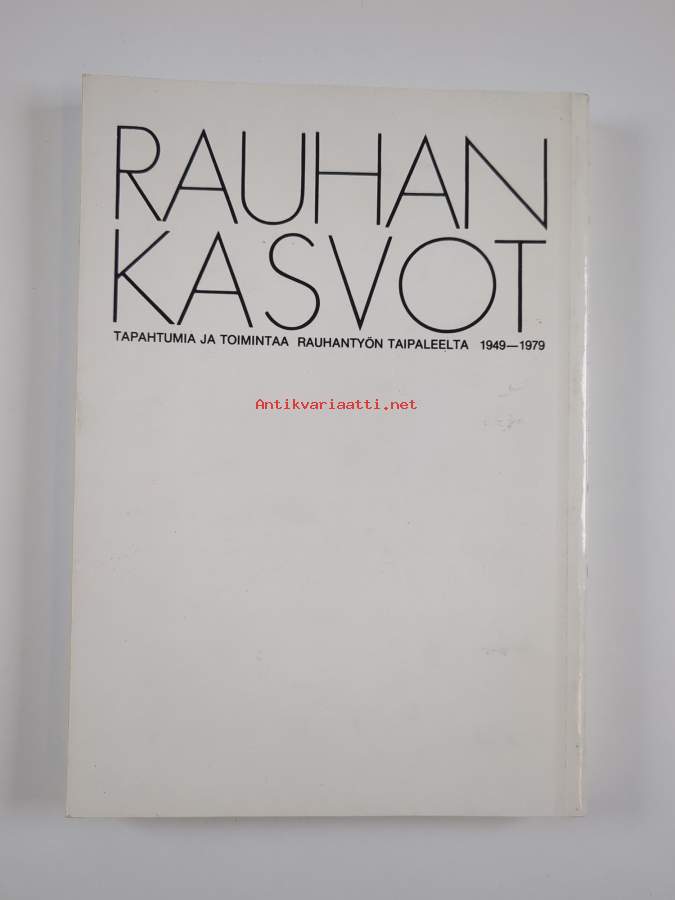 RAUHAN
KASVOT
TAPAHTUMIA JA TOIMINTAA RAUHANTYÖN TAIPALEELTA 1949—1979
Antikvariaatti.net